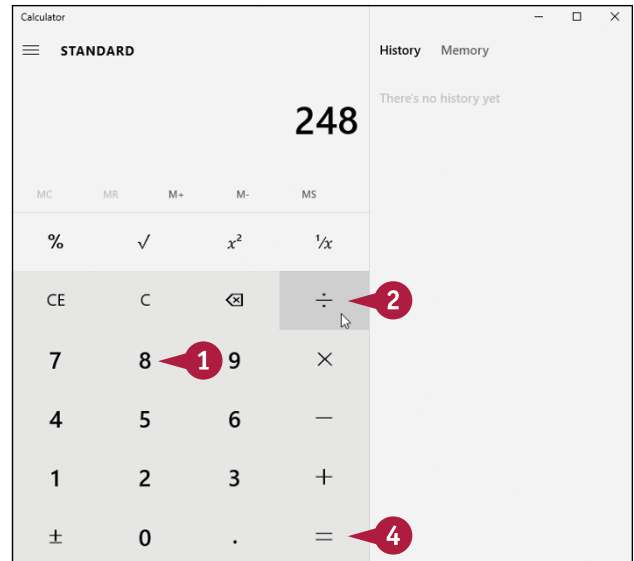 Calculator
STANDARD
History Memory
There's no history yet
248
MC MR M+ M- MS
% √ x² ¹/x
CE C ⌫ ÷
2
7 8 9 ×
1
4 5 6 −
1 2 3 +
± 0 . =
4